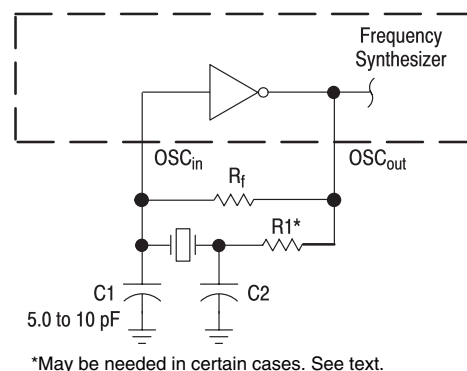 Frequency
Synthesizer
OSCin
OSCout
Rf
R1*
C1
C2
5.0 to 10 pF
*May be needed in certain cases. See text.